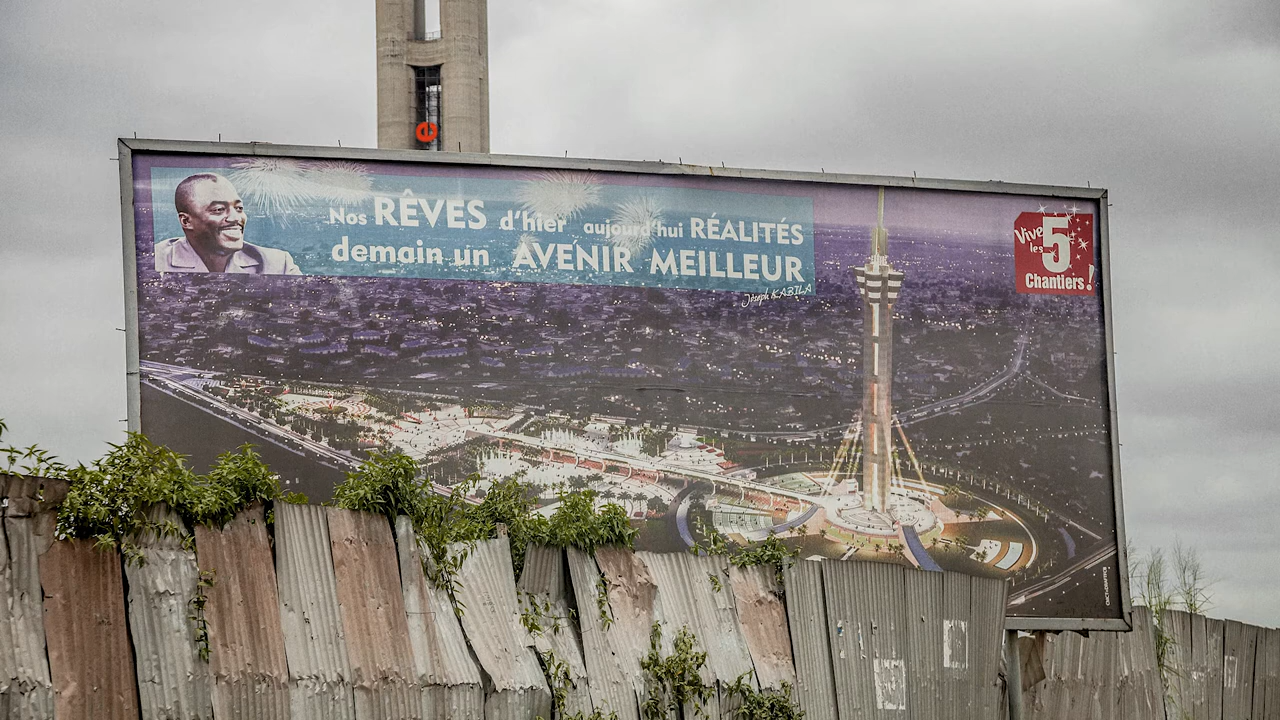 e
Nos RÊVES d'hier aujourd'hui RÉALITÉS
demain un AVENIR MEILLEUR
Joseph KABILA
Vive
les 5
Chantiers!